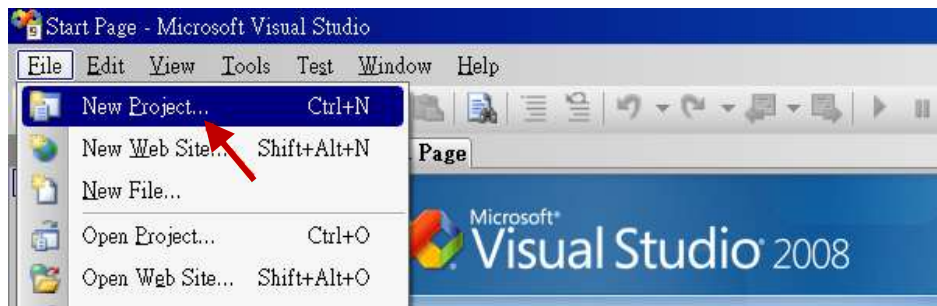 Start Page - Microsoft Visual Studio
File Edit View Tools Test Window Help
New Project... Ctrl+N
New Web Site... Shift+Alt+N
Page
New File...
Open Project... Ctrl+O
Open Web Site... Shift+Alt+O
Microsoft®
Visual Studio® 2008